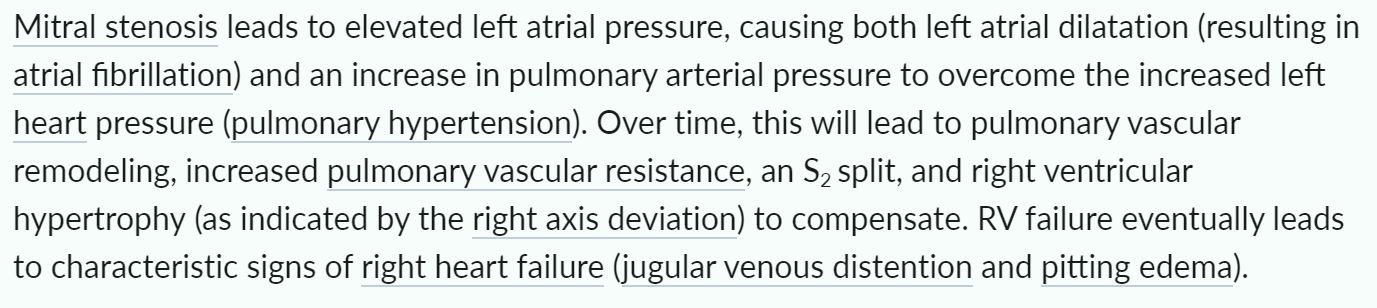 Mitral stenosis leads to elevated left atrial pressure, causing both left atrial dilatation (resulting in
atrial fibrillation) and an increase in pulmonary arterial pressure to overcome the increased left
heart pressure (pulmonary hypertension). Over time, this will lead to pulmonary vascular
remodeling, increased pulmonary vascular resistance, an S₂ split, and right ventricular
hypertrophy (as indicated by the right axis deviation) to compensate. RV failure eventually leads
to characteristic signs of right heart failure (jugular venous distention and pitting edema).